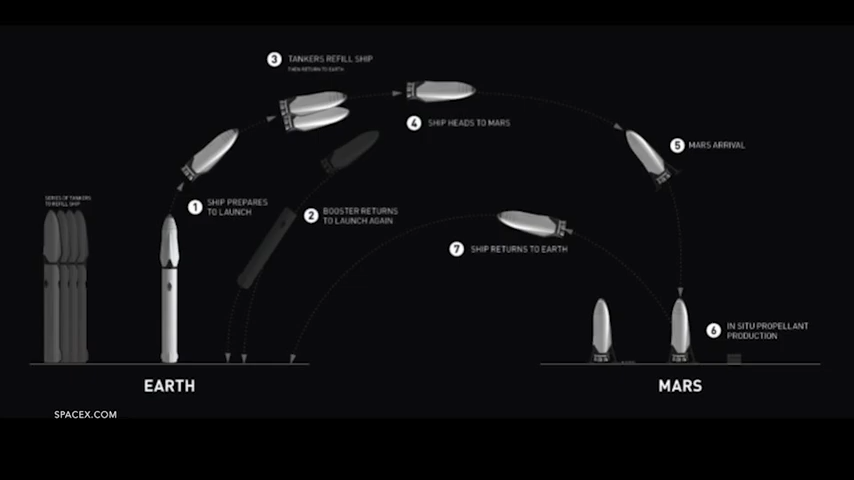 3 TANKERS REFILL SHIP
THEN RETURN TO EARTH
4 SHIP HEADS TO MARS
5 MARS ARRIVAL
SERIES OF TANKERS
TO REFILL SHIP
1 SHIP PREPARES
TO LAUNCH
2 BOOSTER RETURNS
TO LAUNCH AGAIN
7 SHIP RETURNS TO EARTH
6 IN SITU PROPELLANT
PRODUCTION
EARTH
MARS
SPACEX.COM